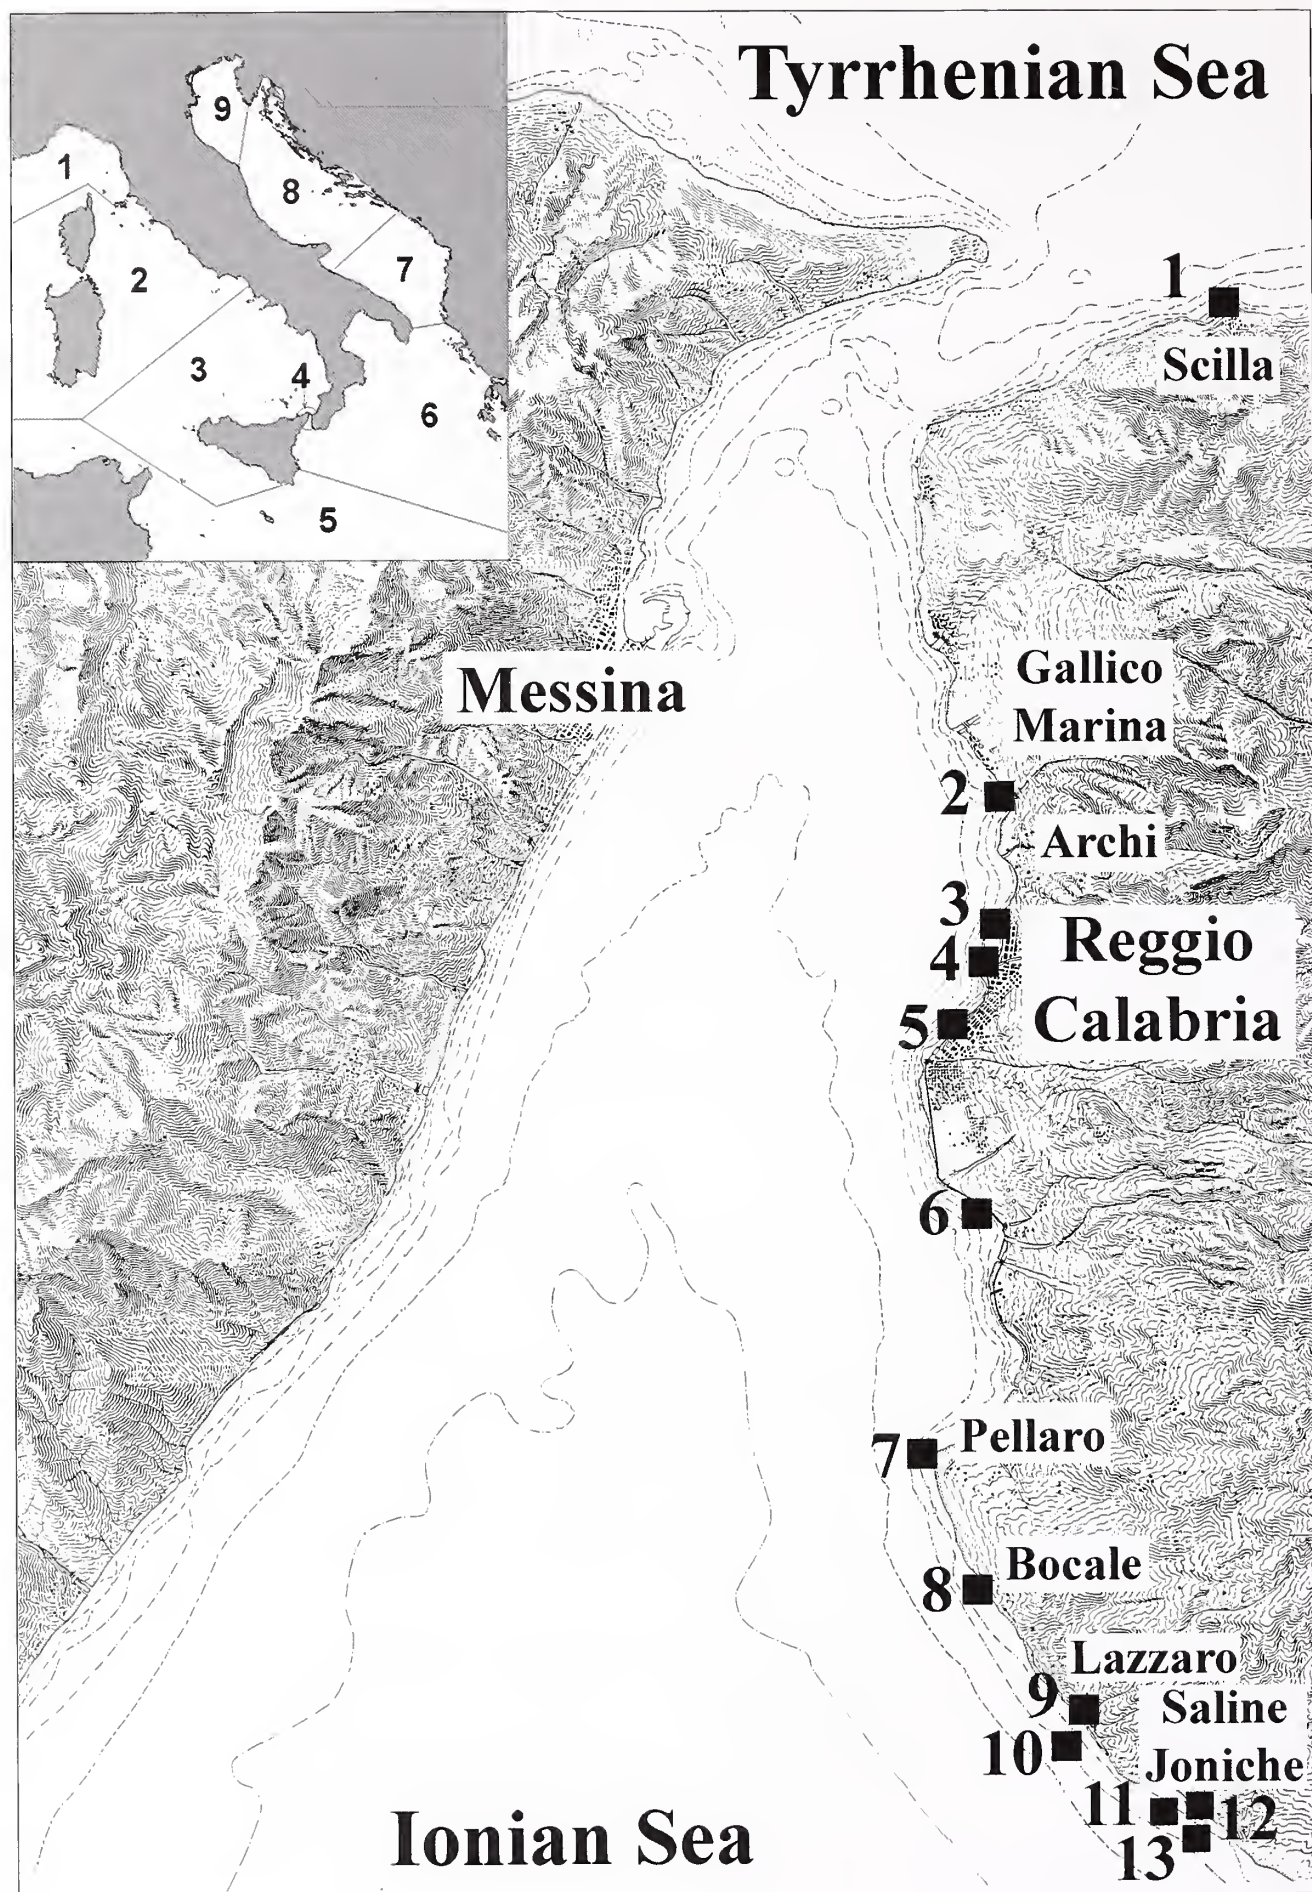 Tyrrhenian Sea
9
1
8
2
7
3
4
6
5
1
Scilla
Messina
Gallico
Marina
2
Archi
3
4
Reggio
Calabria
5
6
7
Pellaro
8
Bocale
Lazzaro
9
Saline
10
Joniche
11
12
13
Ionian Sea